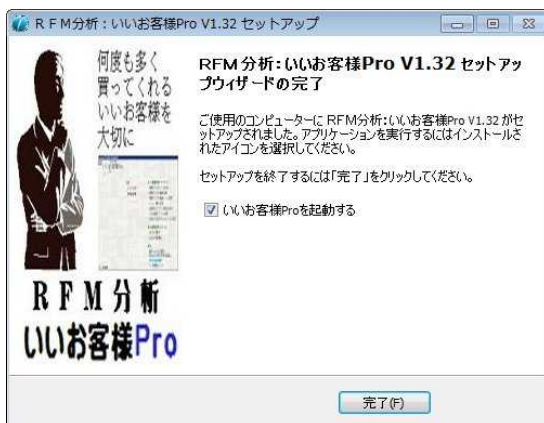 RFM分析：いいお客様Pro V1.32 セットアップ
何度も多く
買ってくれる
いいお客様を
大切に
RFM分析
いいお客様Pro
RFM分析：いいお客様Pro V1.32 セットアッ
プウィザードの完了
ご使用のコンピューターに RFM分析：いいお客様Pro V1.32 がセ
ットアップされました。アプリケーションを実行するにはインストールさ
れたアイコンを選択してください。
セットアップを終了するには「完了」をクリックしてください。
いいお客様Proを起動する
完了(F)